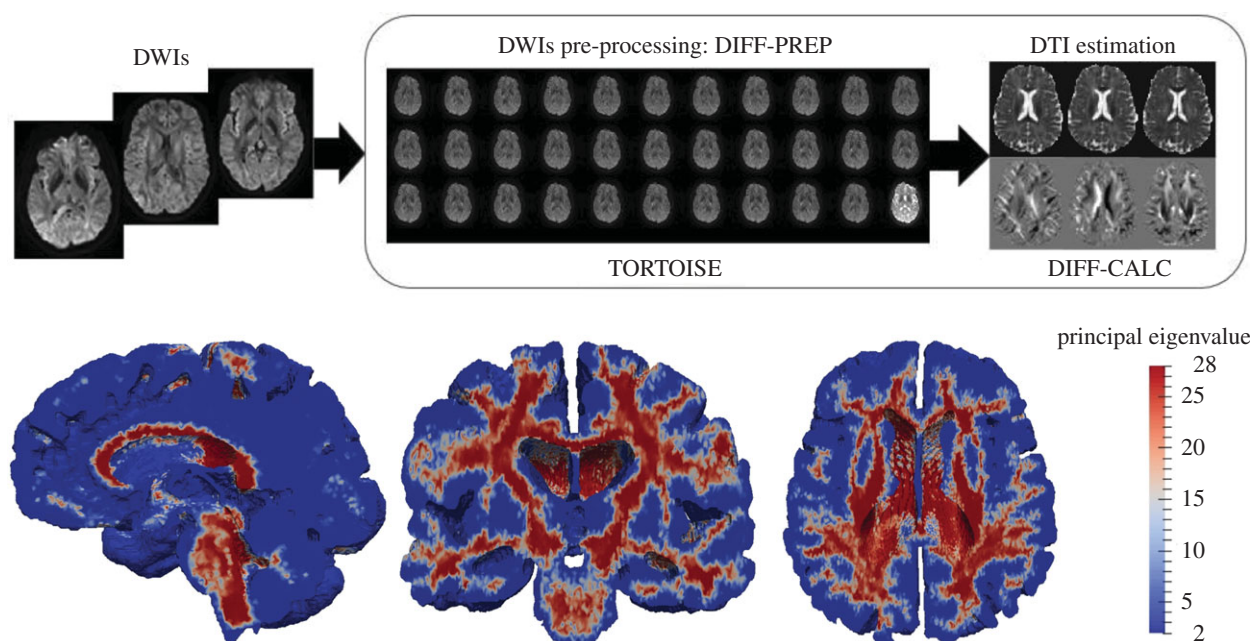 DWIs
DWIs pre-processing: DIFF-PREP
DTI estimation
TORTOISE
DIFF-CALC
principal eigenvalue
28
25
20
15
10
5
2